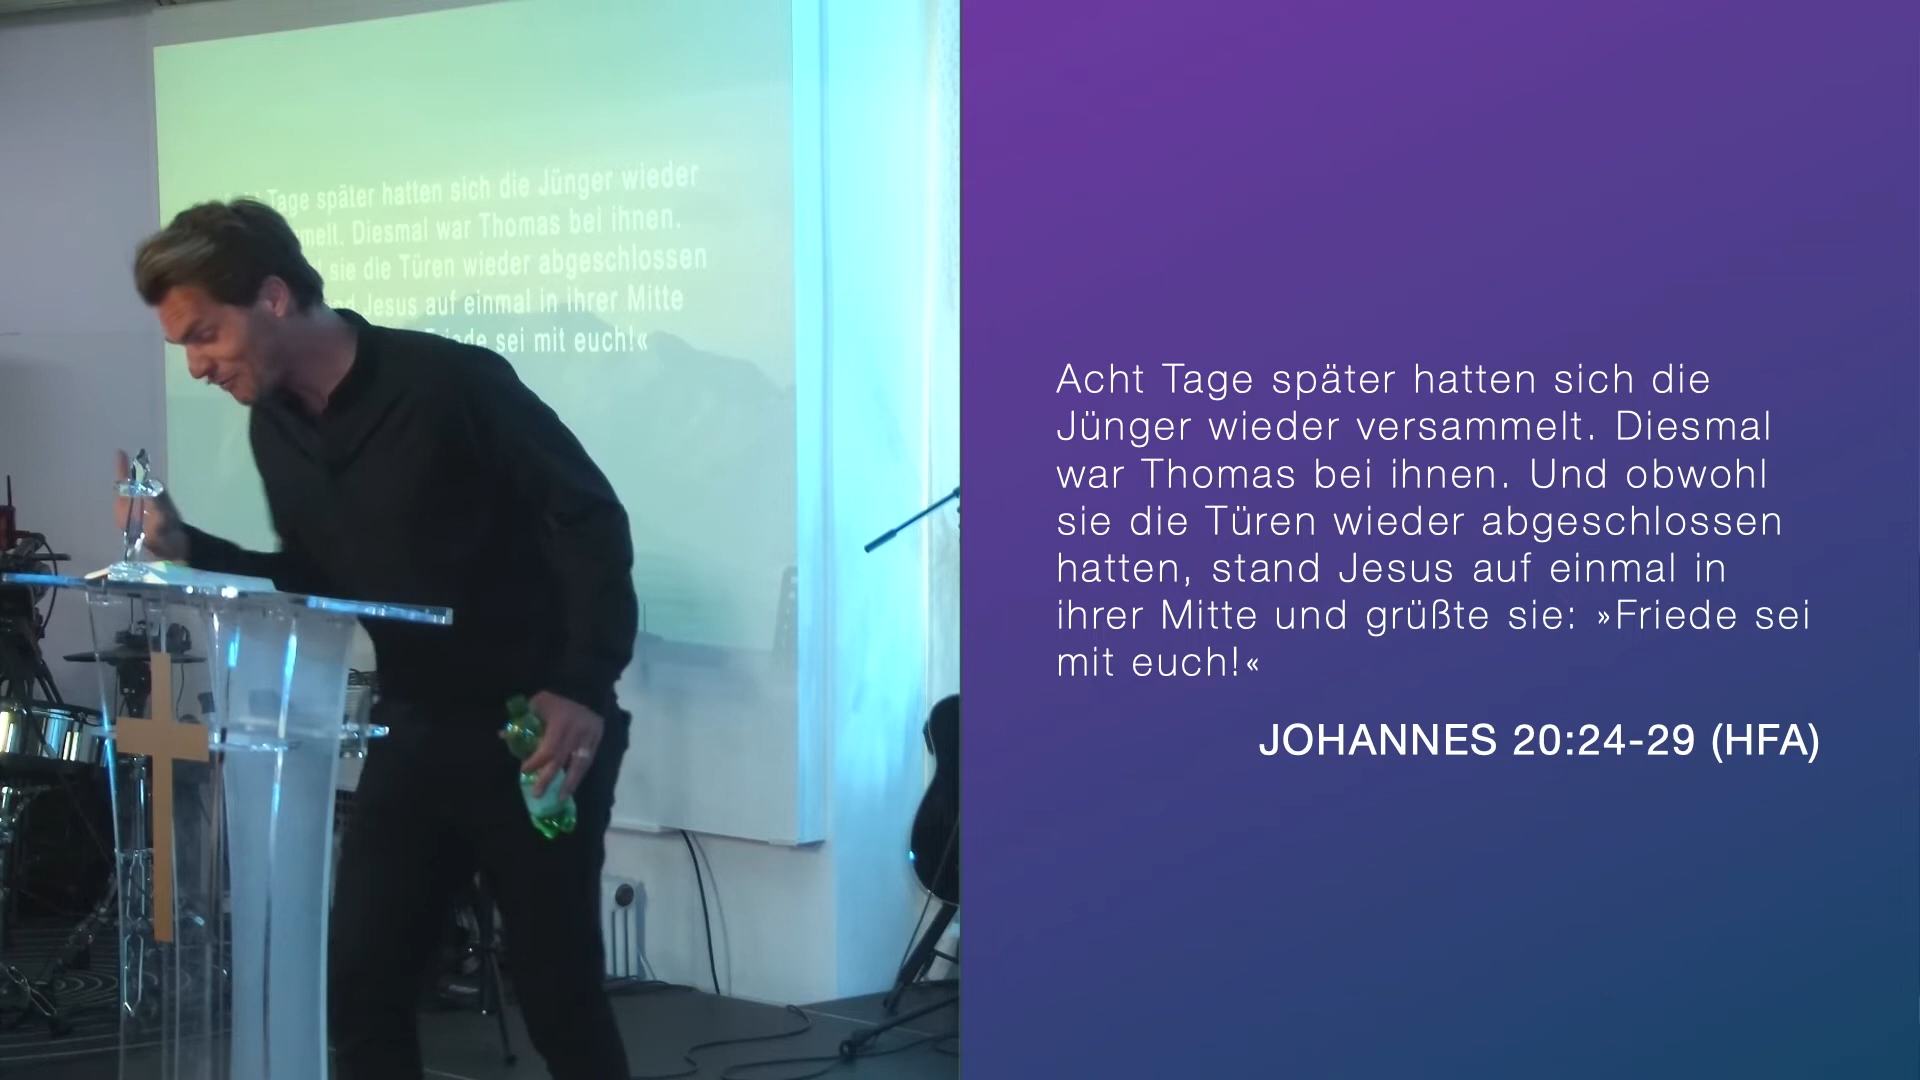 Tage später hatten sich die Jünger wieder
Diesmal war Thomas bei ihnen.
sie die Türen wieder abgeschlossen
Jesus auf einmal in ihrer Mitte
sei mit euch!«
Acht Tage später hatten sich die
Jünger wieder versammelt. Diesmal
war Thomas bei ihnen. Und obwohl
sie die Türen wieder abgeschlossen
hatten, stand Jesus auf einmal in
ihrer Mitte und grüßte sie: »Friede sei
mit euch!«
JOHANNES 20:24-29 (HFA)